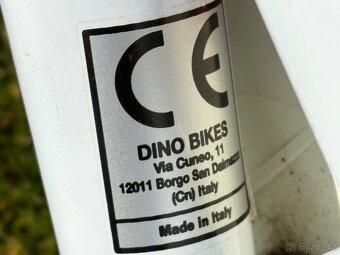 CE
DINO BIKES
Via Cuneo, 11
12011 Borgo San Dalmazzo
(Cn) Italy
Made in Italy